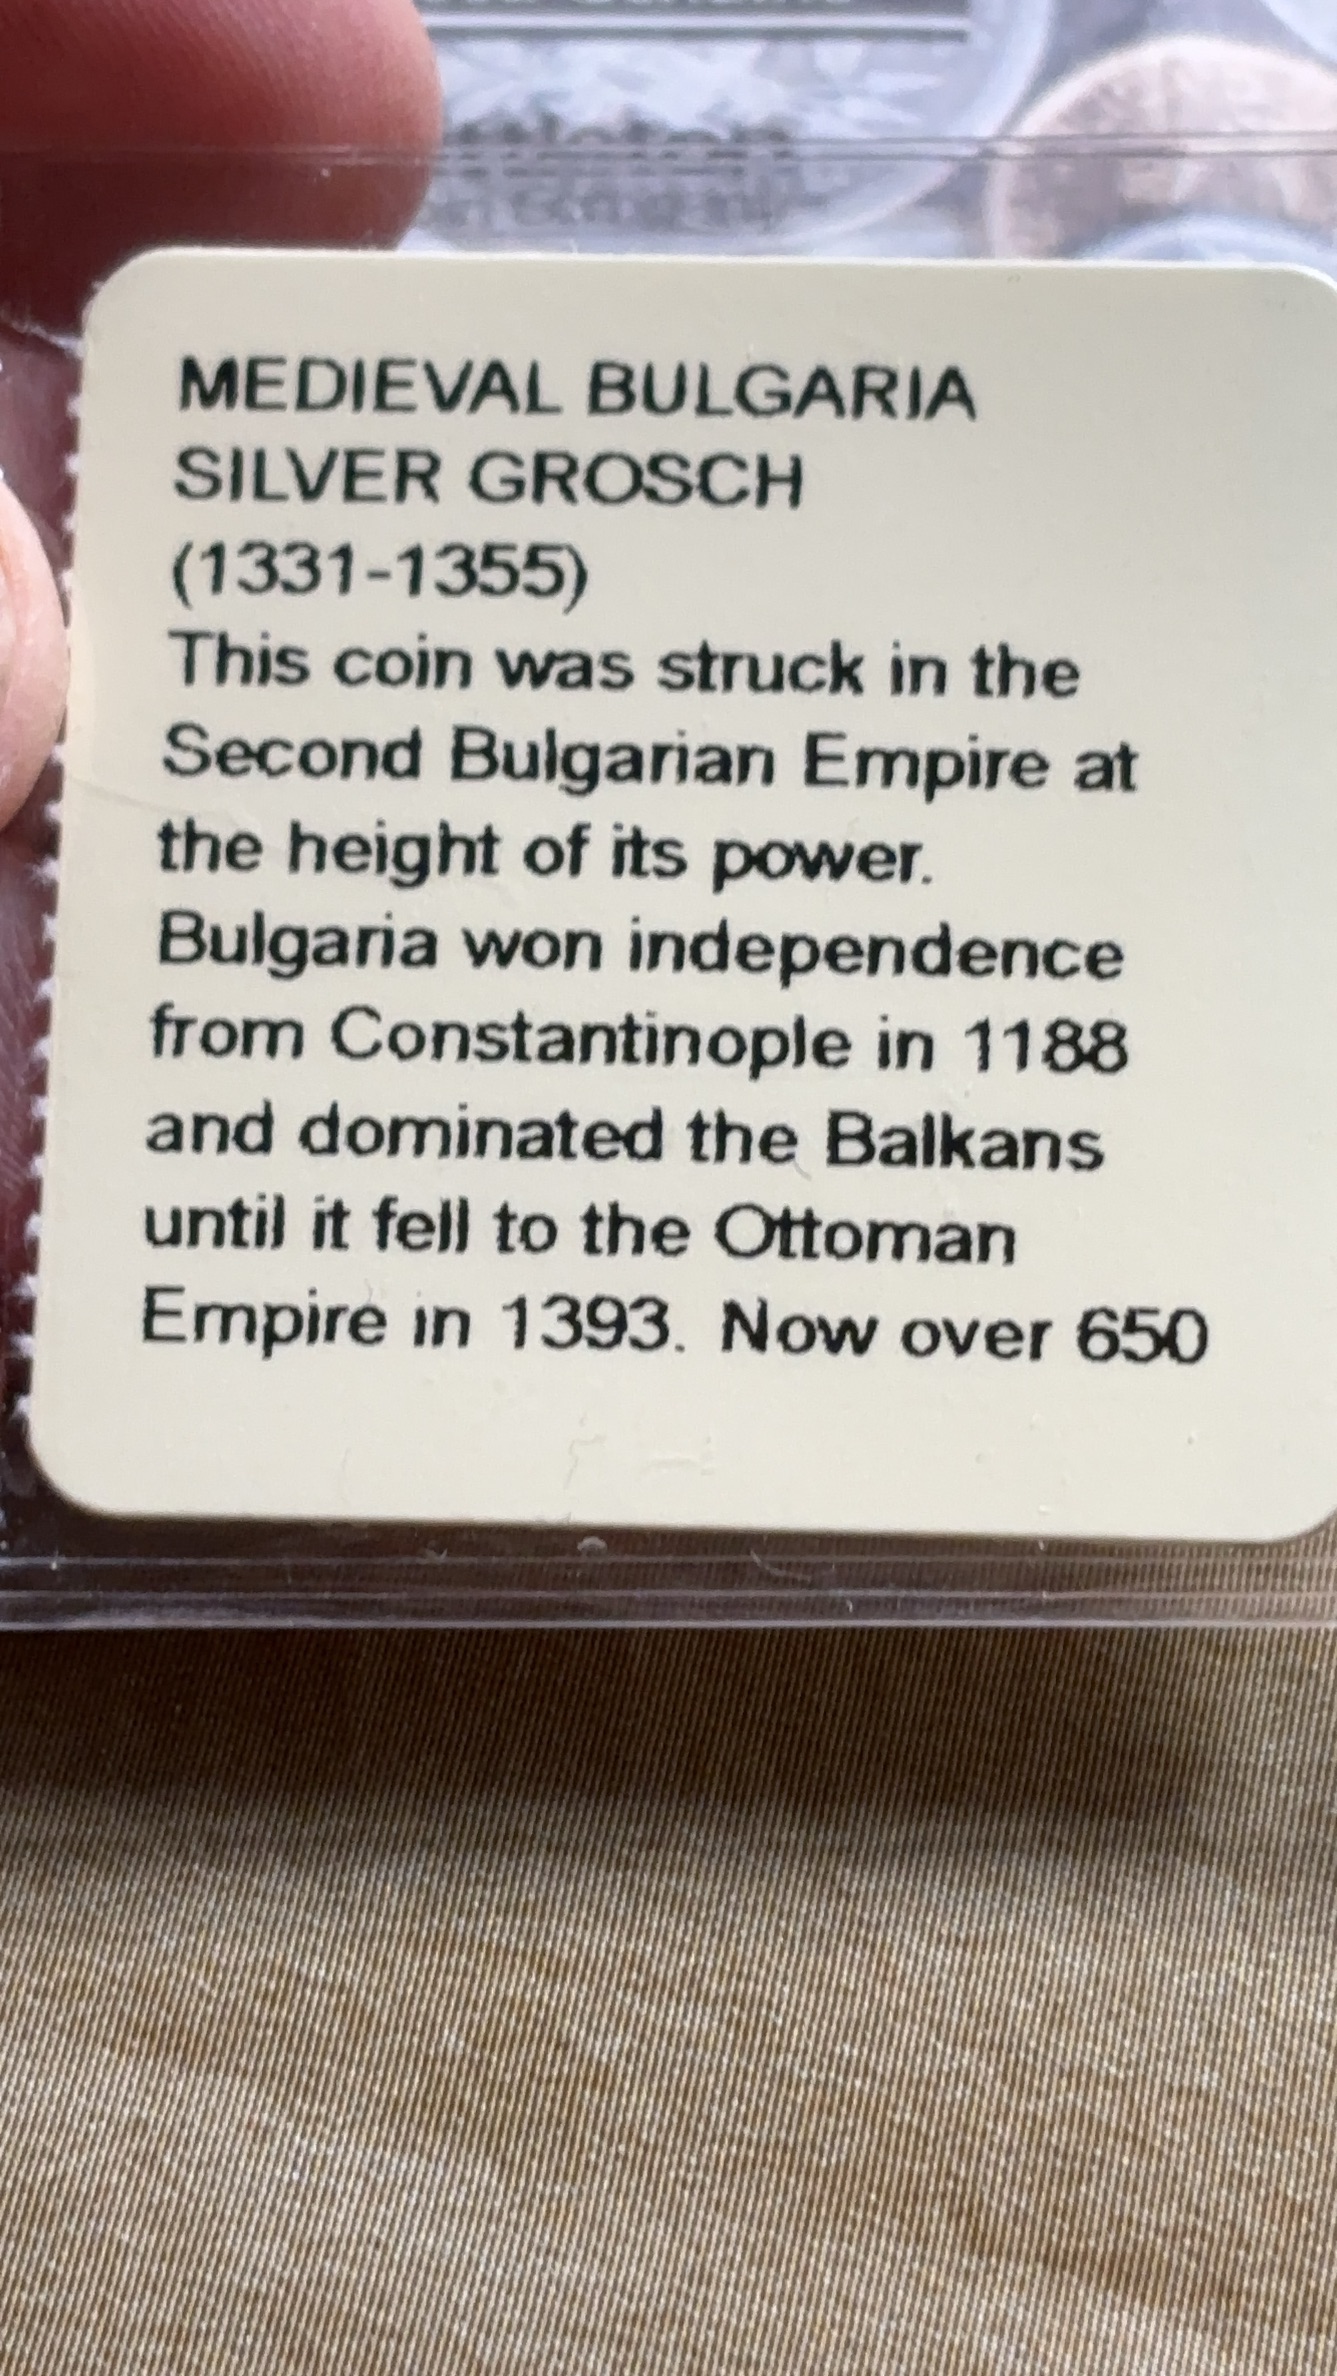 MEDIEVAL BULGARIA
SILVER GROSCH
(1331-1355)
This coin was struck in the
Second Bulgarian Empire at
the height of its power.
Bulgaria won independence
from Constantinople in 1188
and dominated the Balkans
until it fell to the Ottoman
Empire in 1393. Now over 650